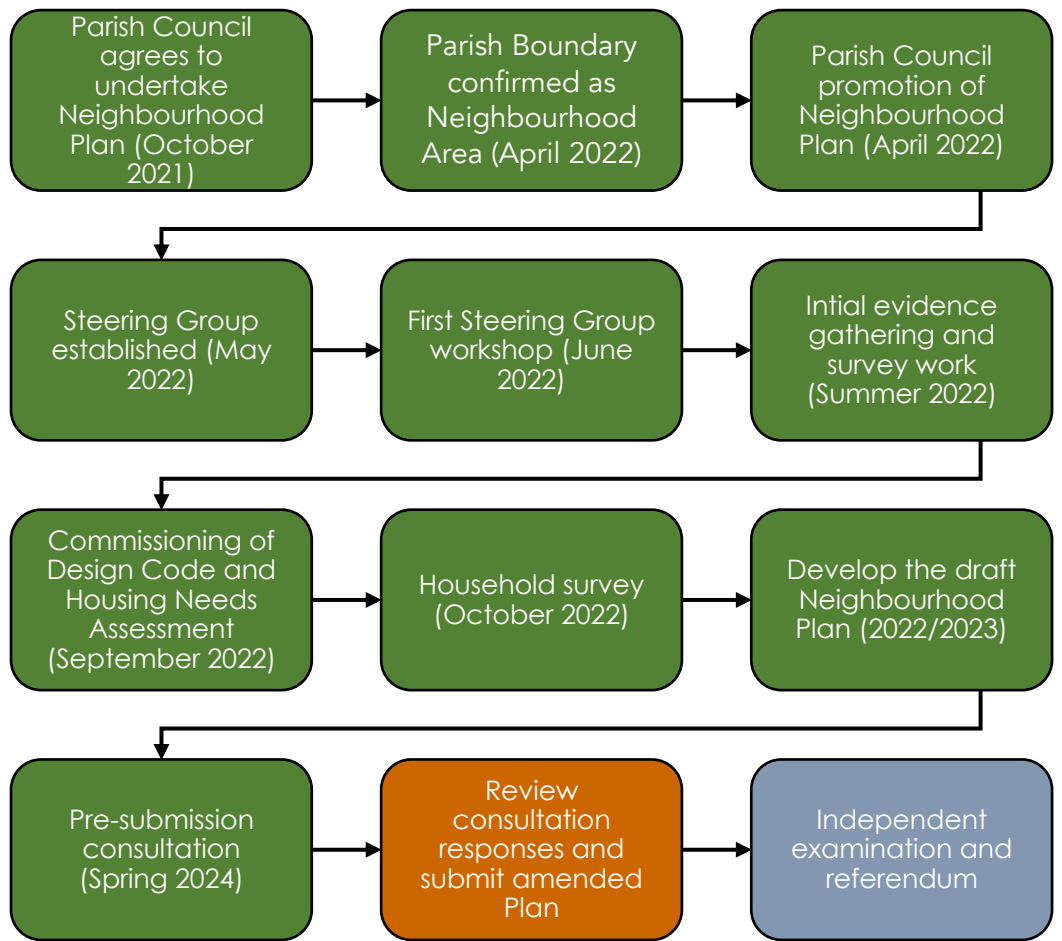 Parish Council
agrees to
undertake
Neighbourhood
Plan (October
2021)
Parish Boundary
confirmed as
Neighbourhood
Area (April 2022)
Parish Council
promotion of
Neighbourhood
Plan (April 2022)
Steering Group
established (May
2022)
First Steering Group
workshop (June
2022)
Intial evidence
gathering and
survey work
(Summer 2022)
Commissioning of
Design Code and
Housing Needs
Assessment
(September 2022)
Household survey
(October 2022)
Develop the draft
Neighbourhood
Plan (2022/2023)
Pre-submission
consultation
(Spring 2024)
Review
consultation
responses and
submit amended
Plan
Independent
examination and
referendum